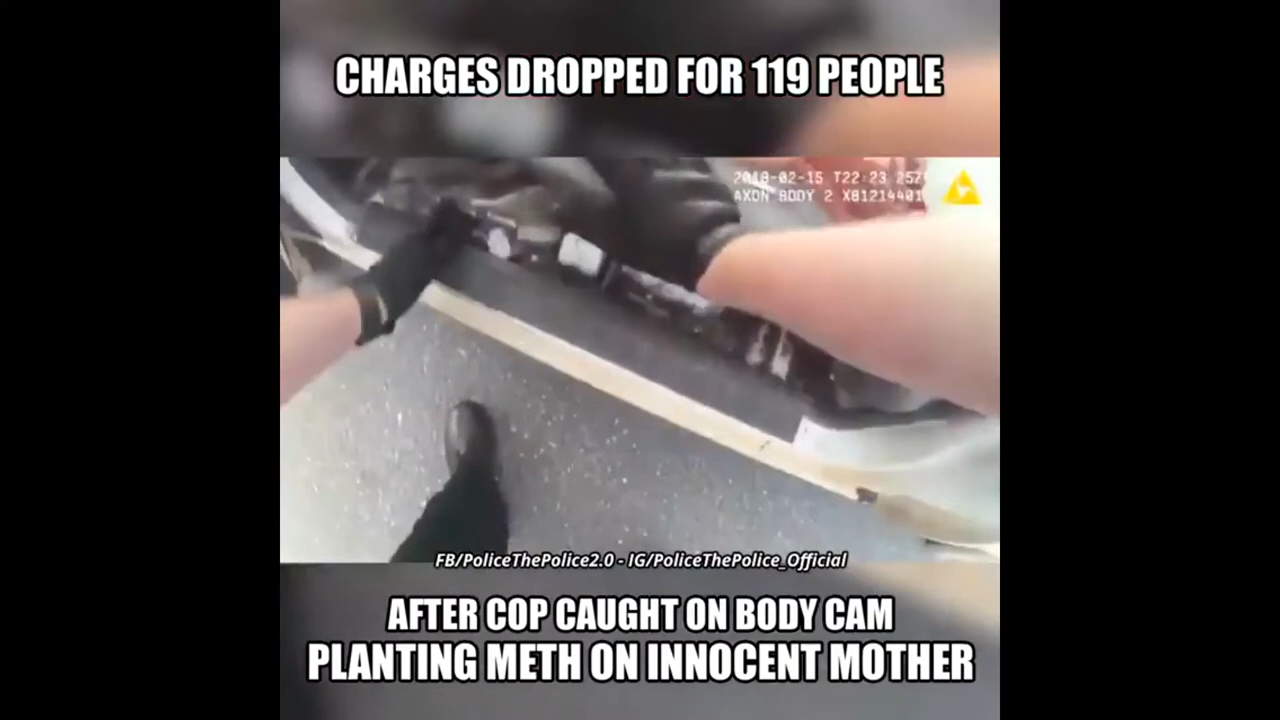 CHARGES DROPPED FOR 119 PEOPLE
2018-02-15 T22:23
AXON BODY 2 X81214401
FB/PoliceThePolice2.0 - IG/PoliceThePolice_Official
AFTER COP CAUGHT ON BODY CAM
PLANTING METH ON INNOCENT MOTHER